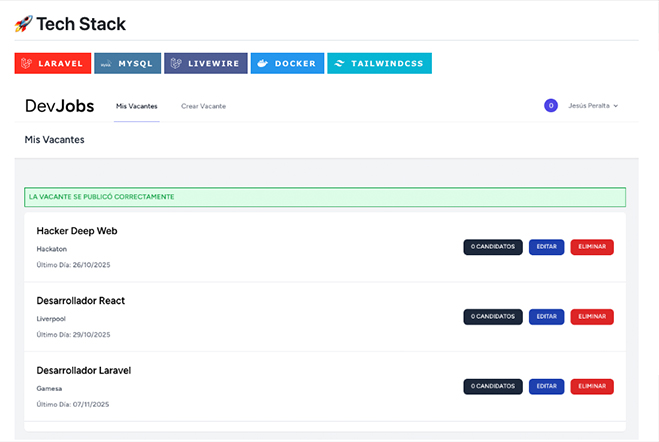 🚀 Tech Stack
LARAVEL MySQL MYSQL LIVEWIRE DOCKER TAILWINDCSS
DevJobs Mis Vacantes Crear Vacante 0 Jesús Peralta
Mis Vacantes
LA VACANTE SE PUBLICÓ CORRECTAMENTE
Hacker Deep Web
Hackaton
Último Día: 26/10/2025
0 CANDIDATOS EDITAR ELIMINAR
Desarrollador React
Liverpool
Último Día: 29/10/2025
0 CANDIDATOS EDITAR ELIMINAR
Desarrollador Laravel
Gamesa
Último Día: 07/11/2025
0 CANDIDATOS EDITAR ELIMINAR